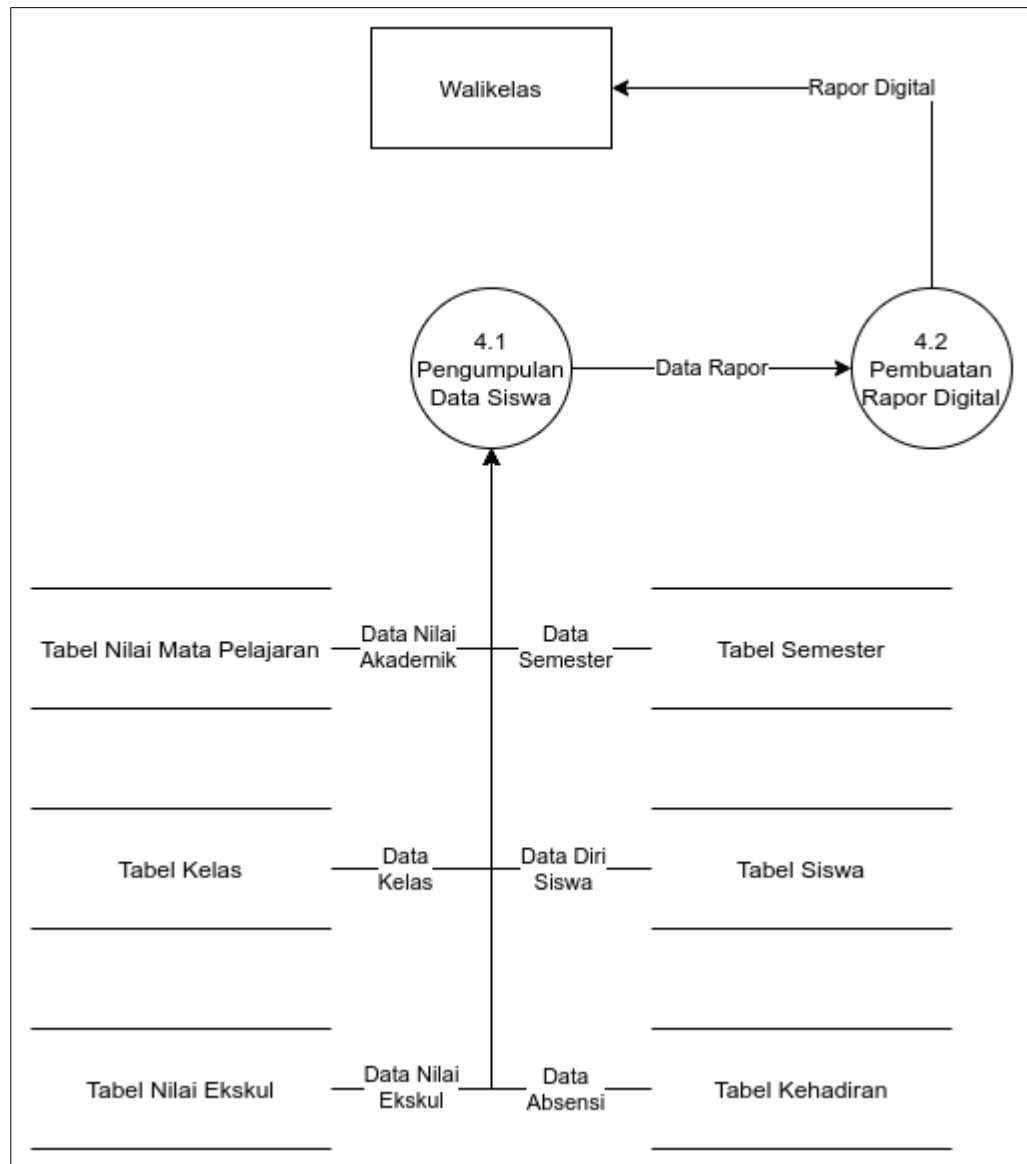 Walikelas
Rapor Digital
4.1
Pengumpulan
Data Siswa
Data Rapor
4.2
Pembuatan
Rapor Digital
Tabel Nilai Mata Pelajaran
Data Nilai
Akademik
Data
Semester
Tabel Semester
Tabel Kelas
Data
Kelas
Data Diri
Siswa
Tabel Siswa
Tabel Nilai Ekskul
Data Nilai
Ekskul
Data
Absensi
Tabel Kehadiran